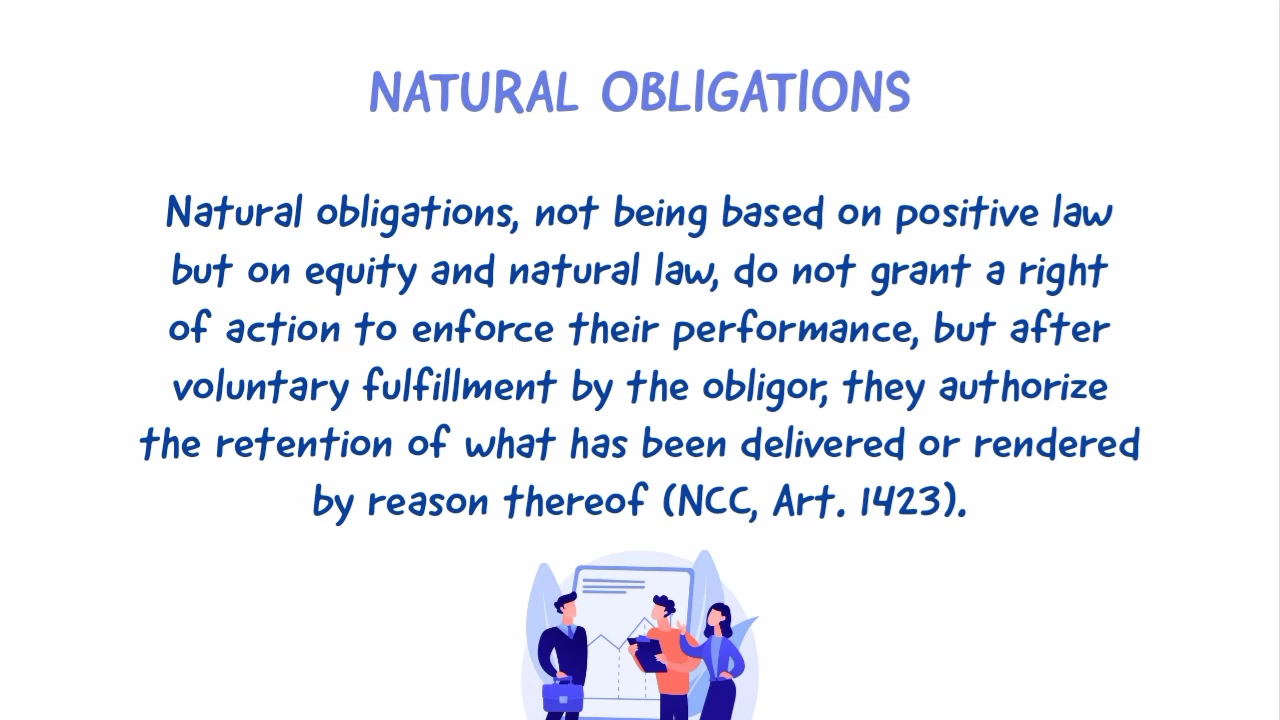 NATURAL OBLIGATIONS
Natural obligations, not being based on positive law
but on equity and natural law, do not grant a right
of action to enforce their performance, but after
voluntary fulfillment by the obligor, they authorize
the retention of what has been delivered or rendered
by reason thereof (NCC, Art. 1423).